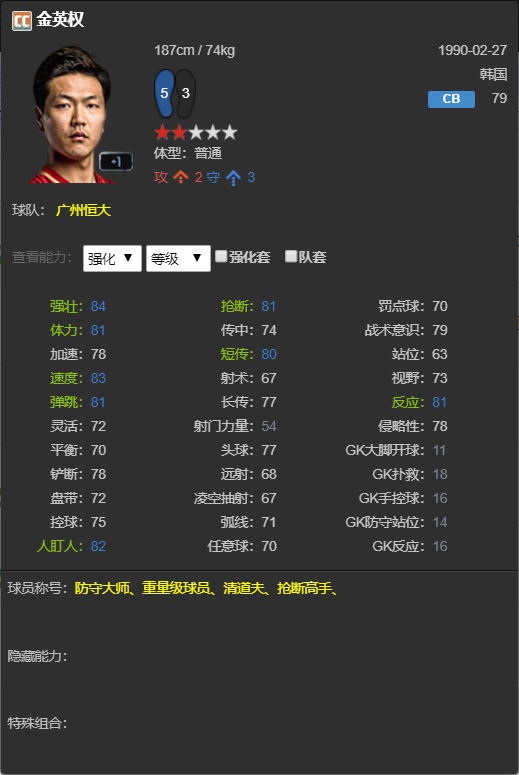 CC 金英权
187cm / 74kg 1990-02-27
韩国
5 3 CB 79
体型: 普通
+1
攻 2 守 3
球队: 广州恒大
查看能力: 强化 ▼ 等级 ▼ 强化套 队套
强壮: 84 抢断: 81 罚点球: 70
体力: 81 传中: 74 战术意识: 79
加速: 78 短传: 80 站位: 63
速度: 83 射术: 67 视野: 73
弹跳: 81 长传: 77 反应: 81
灵活: 72 射门力量: 54 侵略性: 78
平衡: 70 头球: 77 GK大脚开球: 11
铲断: 78 远射: 68 GK扑救: 18
盘带: 72 凌空抽射: 67 GK手控球: 16
控球: 75 弧线: 71 GK防守站位: 14
人盯人: 82 任意球: 70 GK反应: 16
球员称号: 防守大师、重量级球员、清道夫、抢断高手、
隐藏能力:
特殊组合: